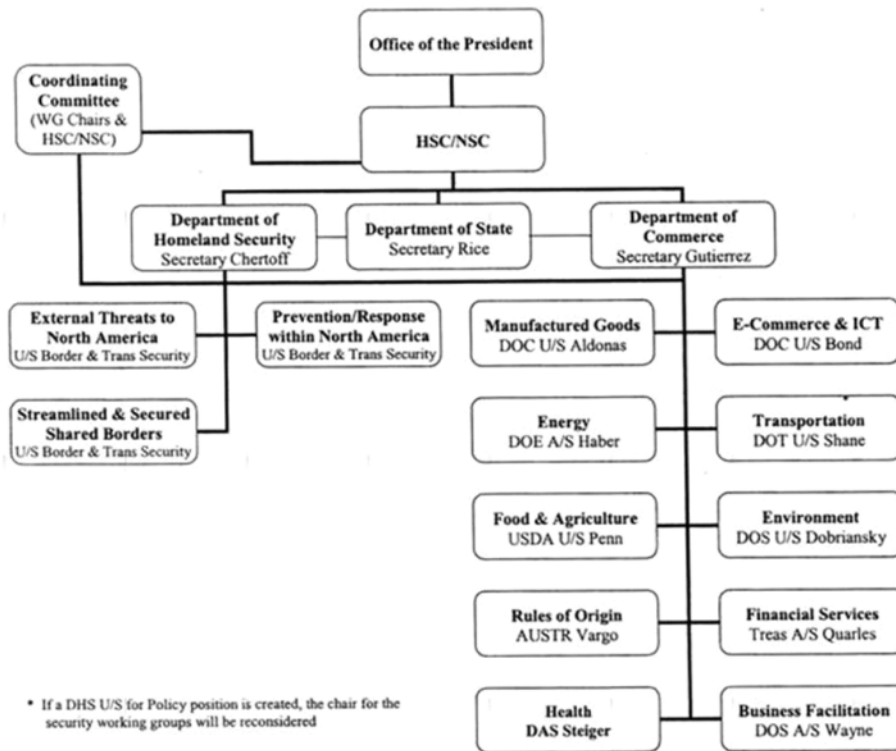 Office of the President
Coordinating
Committee
(WG Chairs &
HSC/NSC)
HSC/NSC
Department of
Homeland Security
Secretary Chertoff
Department of State
Secretary Rice
Department of
Commerce
Secretary Gutierrez
External Threats to
North America
U/S Border & Trans Security
Prevention/Response
within North America
U/S Border & Trans Security
Manufactured Goods
DOC U/S Aldonas
E-Commerce & ICT
DOC U/S Bond
Streamlined & Secured
Shared Borders
U/S Border & Trans Security
Energy
DOE A/S Haber
Transportation
DOT U/S Shane
Food & Agriculture
USDA U/S Penn
Environment
DOS U/S Dobriansky
Rules of Origin
AUSTR Vargo
Financial Services
Treas A/S Quarles
Health
DAS Steiger
Business Facilitation
DOS A/S Wayne
* If a DHS U/S for Policy position is created, the chair for the
security working groups will be reconsidered